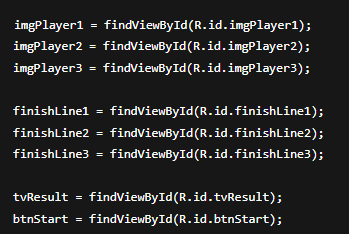 imgPlayer1 = findViewById(R.id.imgPlayer1);
imgPlayer2 = findViewById(R.id.imgPlayer2);
imgPlayer3 = findViewById(R.id.imgPlayer3);
finishLine1 = findViewById(R.id.finishLine1);
finishLine2 = findViewById(R.id.finishLine2);
finishLine3 = findViewById(R.id.finishLine3);
tvResult = findViewById(R.id.tvResult);
btnStart = findViewById(R.id.btnStart);